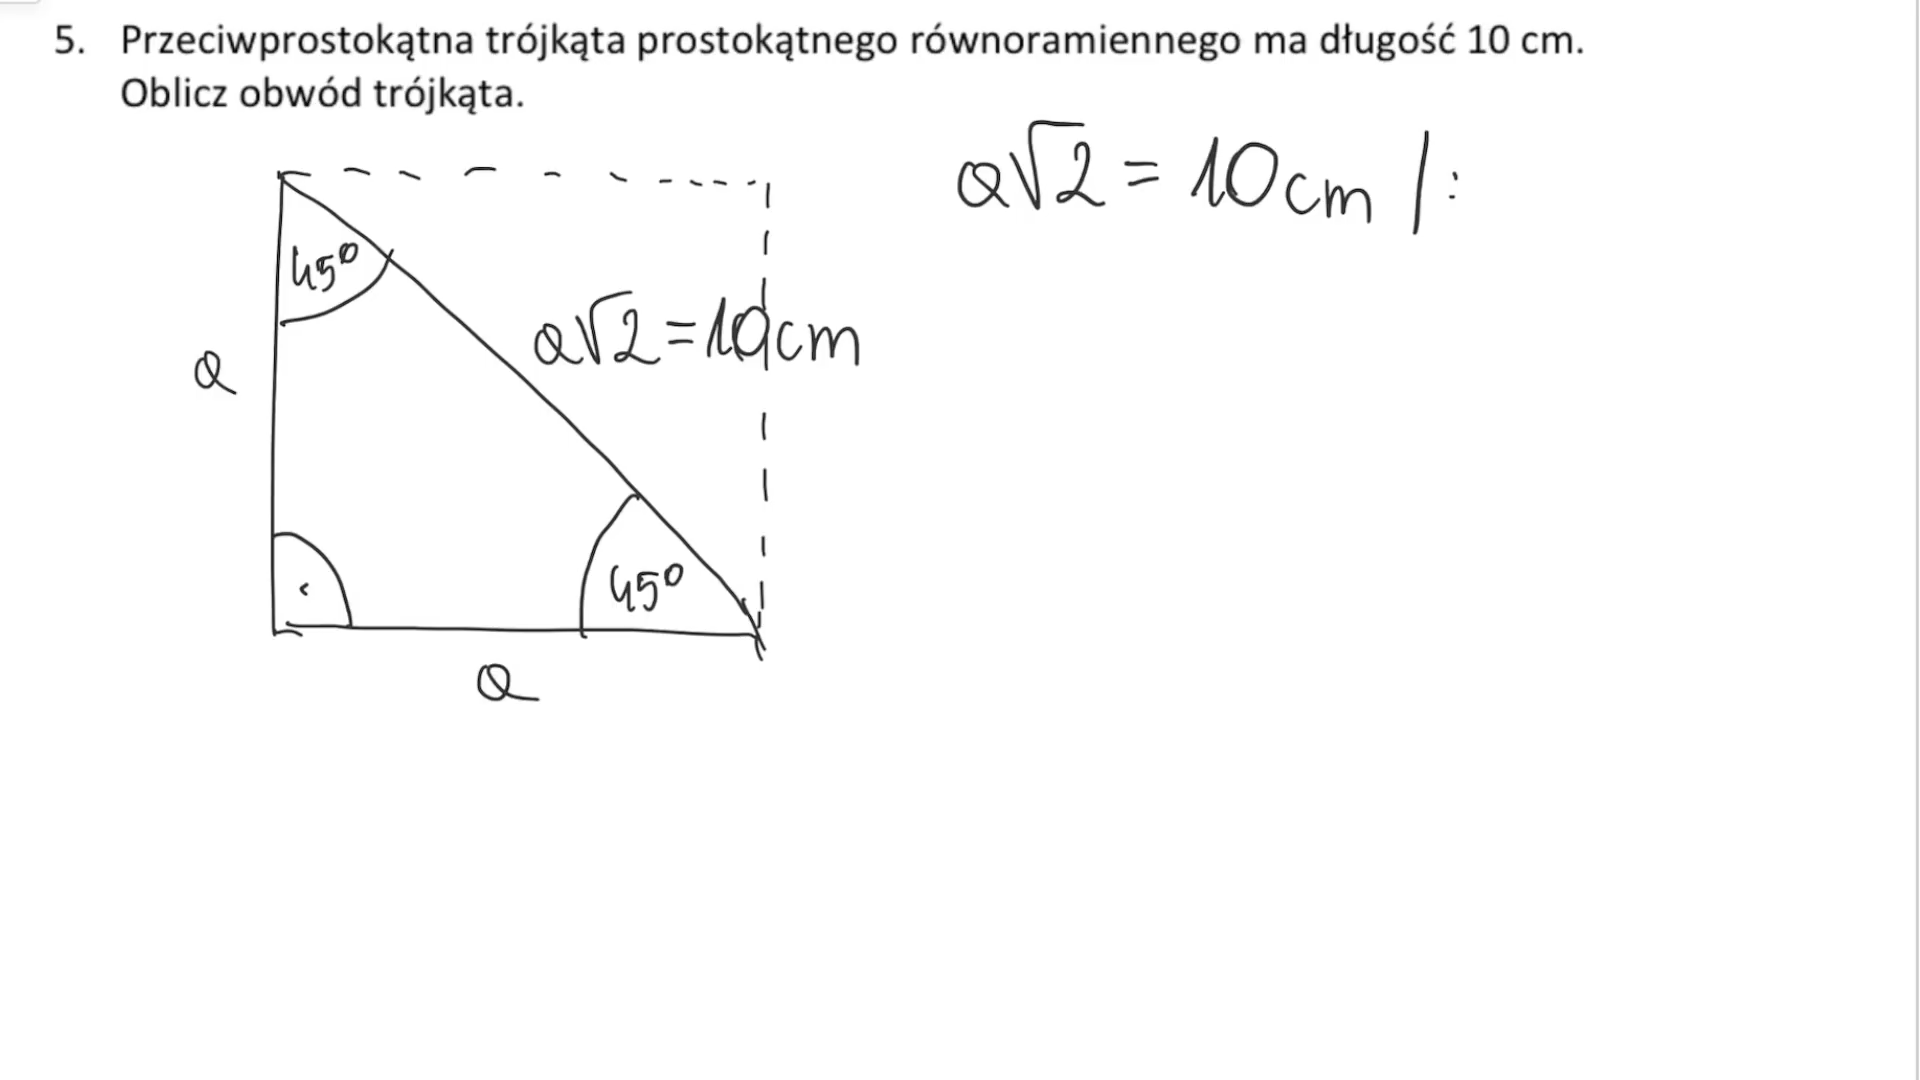 5. Przeciwprostokątna trójkąta prostokątnego równoramiennego ma długość 10 cm.
Oblicz obwód trójkąta.
a√2 = 10cm / :
45°
a√2 = 10cm
a
45°
a